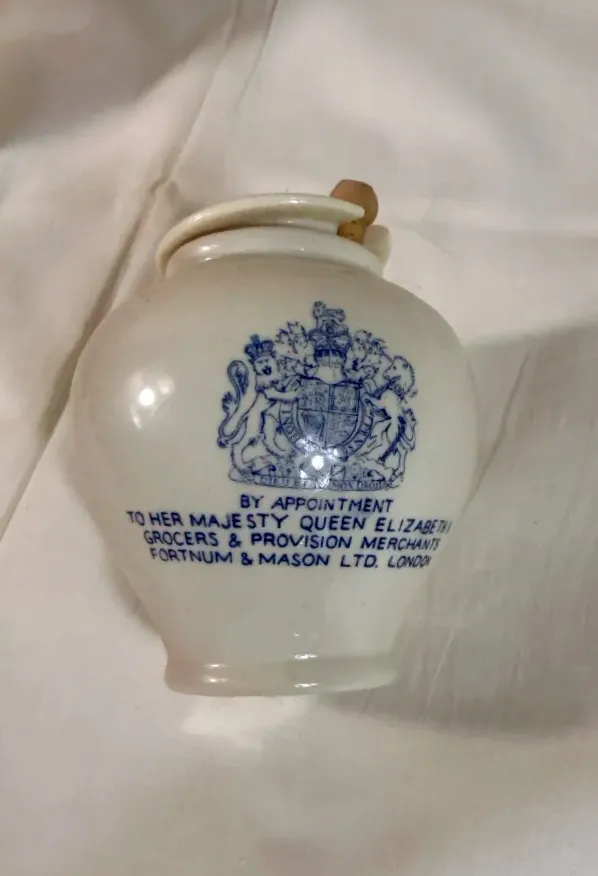 BY APPOINTMENT
TO HER MAJESTY QUEEN ELIZABETH
GROCERS & PROVISION MERCHANTS
FORTNUM & MASON LTD. LONDON